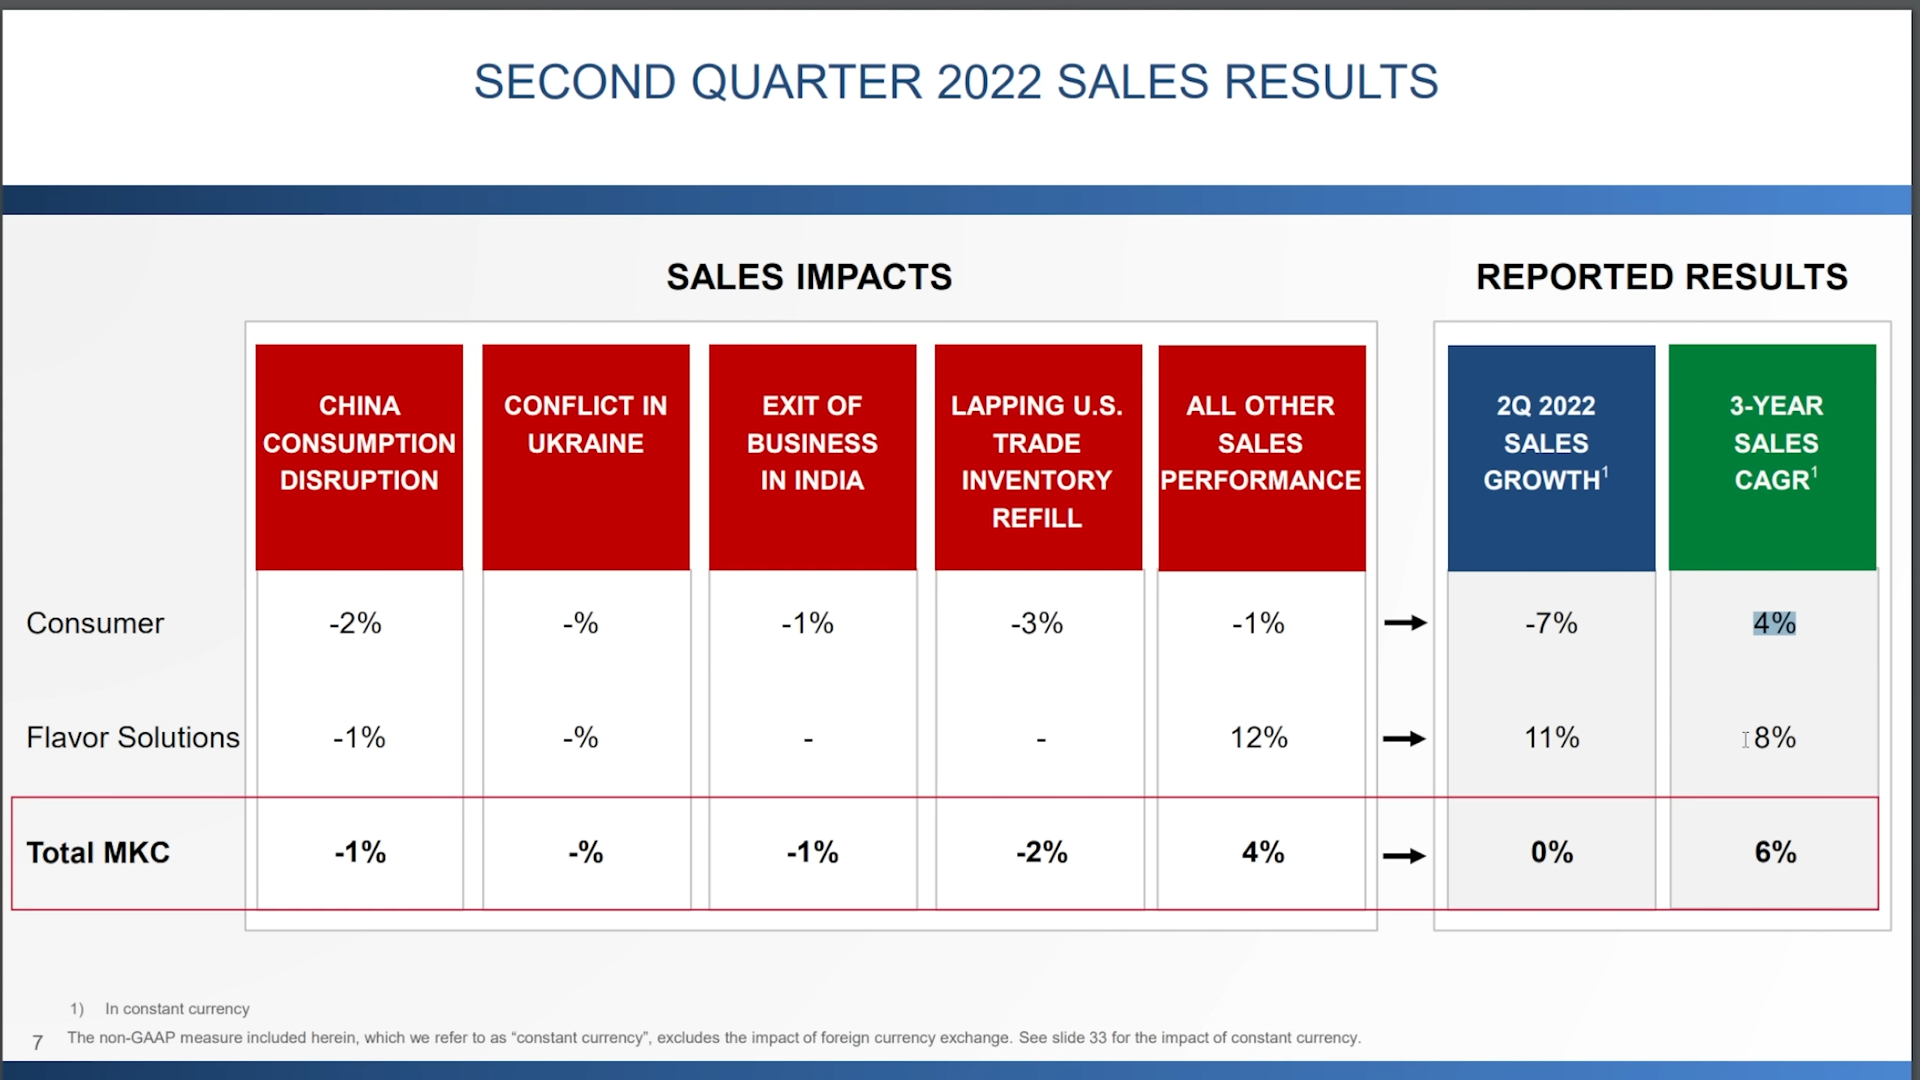 SECOND QUARTER 2022 SALES RESULTS
SALES IMPACTS
REPORTED RESULTS
CHINA
CONSUMPTION
DISRUPTION
CONFLICT IN
UKRAINE
EXIT OF
BUSINESS
IN INDIA
LAPPING U.S.
TRADE
INVENTORY
REFILL
ALL OTHER
SALES
PERFORMANCE
2Q 2022
SALES
GROWTH¹
3-YEAR
SALES
CAGR¹
Consumer -2% -% -1% -3% -1% -7% 4%
Flavor Solutions -1% -% - - 12% 11% 8%
Total MKC -1% -% -1% -2% 4% 0% 6%
1) In constant currency
The non-GAAP measure included herein, which we refer to as “constant currency”, excludes the impact of foreign currency exchange. See slide 33 for the impact of constant currency.
7